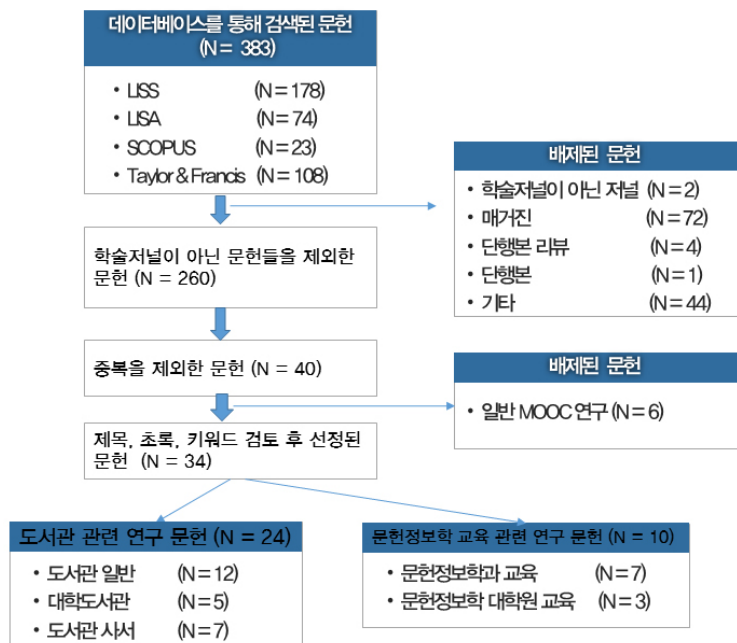 데이터베이스를 통해 검색된 문헌
(N = 383)
• LISS (N=178)
• LISA (N=74)
• SCOPUS (N=23)
• Taylor & Francis (N=108)
배제된 문헌
• 학술저널이 아닌 저널 (N=2)
• 매거진 (N=72)
• 단행본 리뷰 (N=4)
• 단행본 (N=1)
• 기타 (N=44)
학술저널이 아닌 문헌들을 제외한
문헌 (N = 260)
중복을 제외한 문헌 (N = 40)
배제된 문헌
• 일반 MOOC 연구 (N=6)
제목, 초록, 키워드 검토 후 선정된
문헌 (N = 34)
도서관 관련 연구 문헌 (N = 24)
• 도서관 일반 (N=12)
• 대학도서관 (N=5)
• 도서관 사서 (N=7)
문헌정보학 교육 관련 연구 문헌 (N = 10)
• 문헌정보학과 교육 (N=7)
• 문헌정보학 대학원 교육 (N=3)